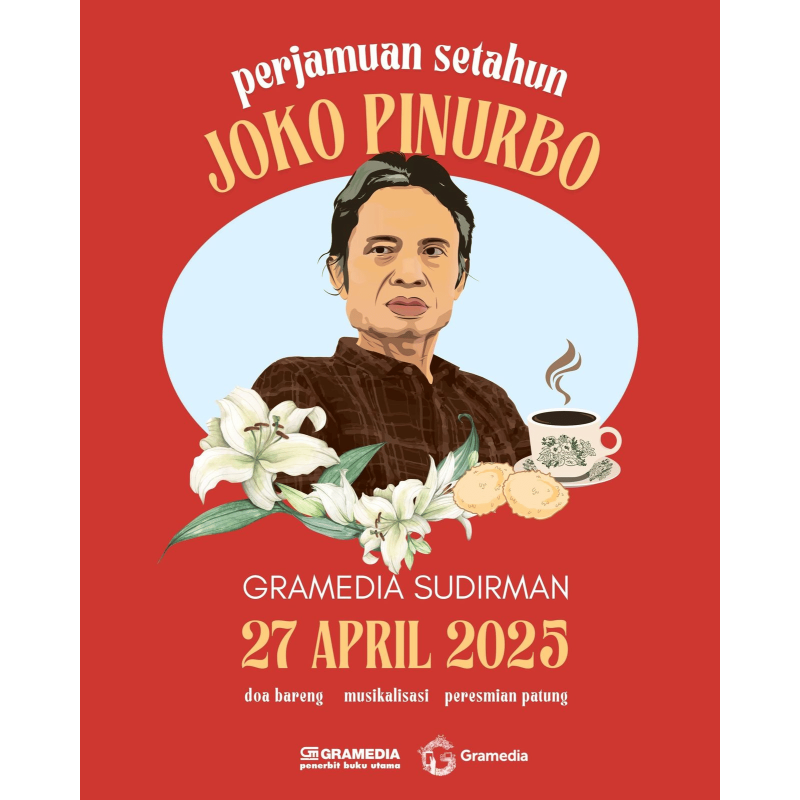 perjamuan setahun
JOKO PINURBO
GRAMEDIA SUDIRMAN
27 APRIL 2025
doa bareng musikalisasi peresmian patung
Gm GRAMEDIA
penerbit buku utama
Gramedia